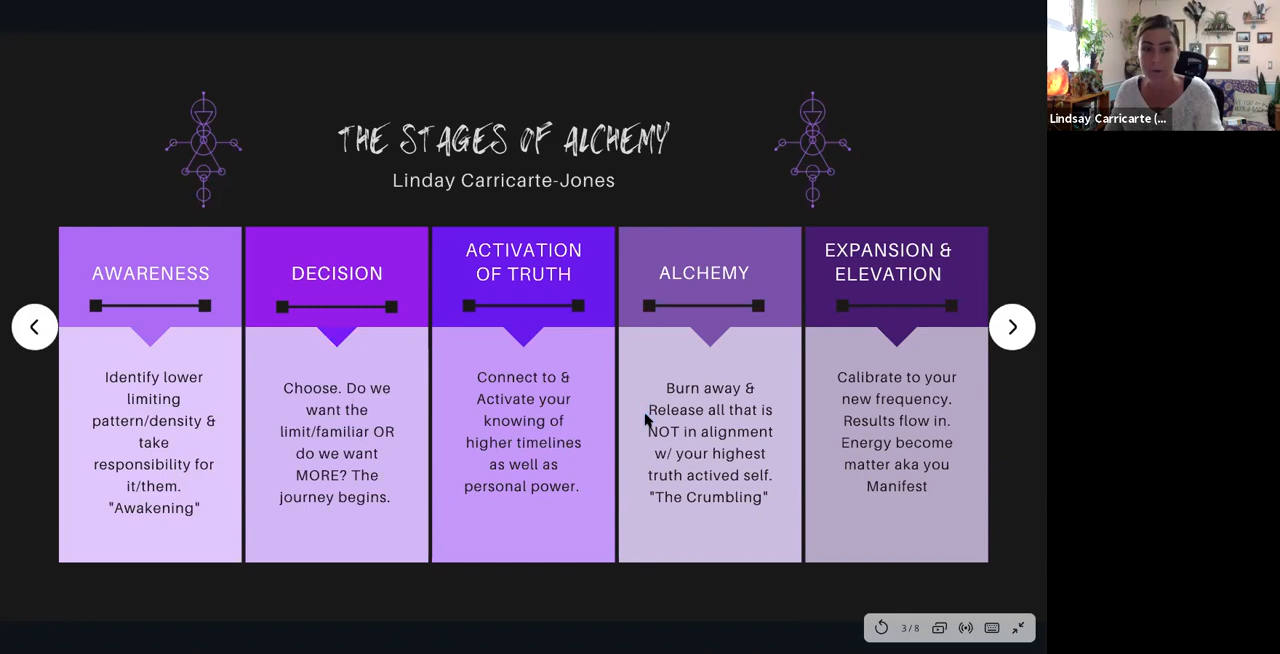 THE STAGES OF ALCHEMY
Linday Carricarte-Jones
AWARENESS
Identify lower
limiting
pattern/density &
take
responsibility for
it/them.
"Awakening"
DECISION
Choose. Do we
want the
limit/familiar OR
do we want
MORE? The
journey begins.
ACTIVATION
OF TRUTH
Connect to &
Activate your
knowing of
higher timelines
as well as
personal power.
ALCHEMY
Burn away &
Release all that is
NOT in alignment
w/ your highest
truth actived self.
"The Crumbling"
EXPANSION &
ELEVATION
Calibrate to your
new frequency.
Results flow in.
Energy become
matter aka you
Manifest
3/8
Lindsay Carricarte (...